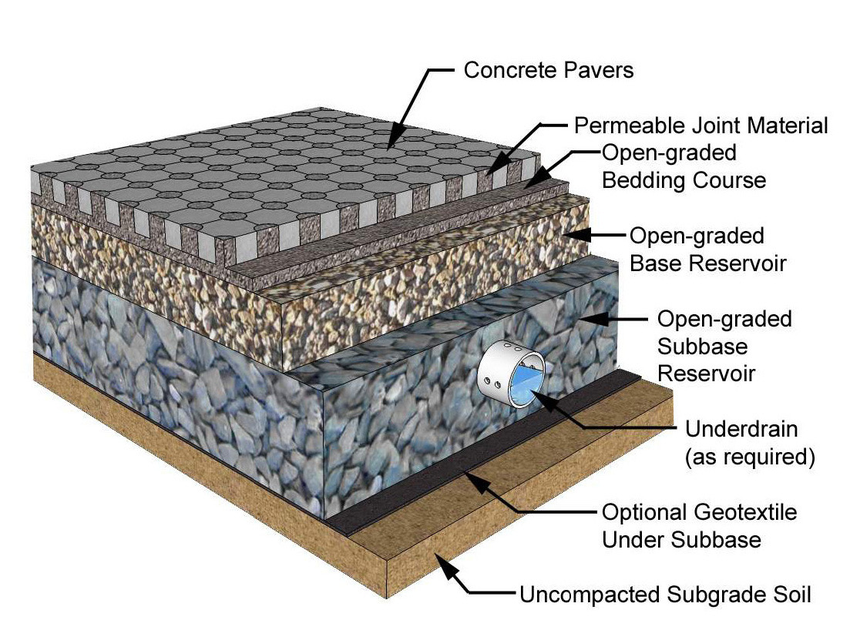 Concrete Pavers
Permeable Joint Material
Open-graded
Bedding Course
Open-graded
Base Reservoir
Open-graded
Subbase
Reservoir
Underdrain
(as required)
Optional Geotextile
Under Subbase
Uncompacted Subgrade Soil